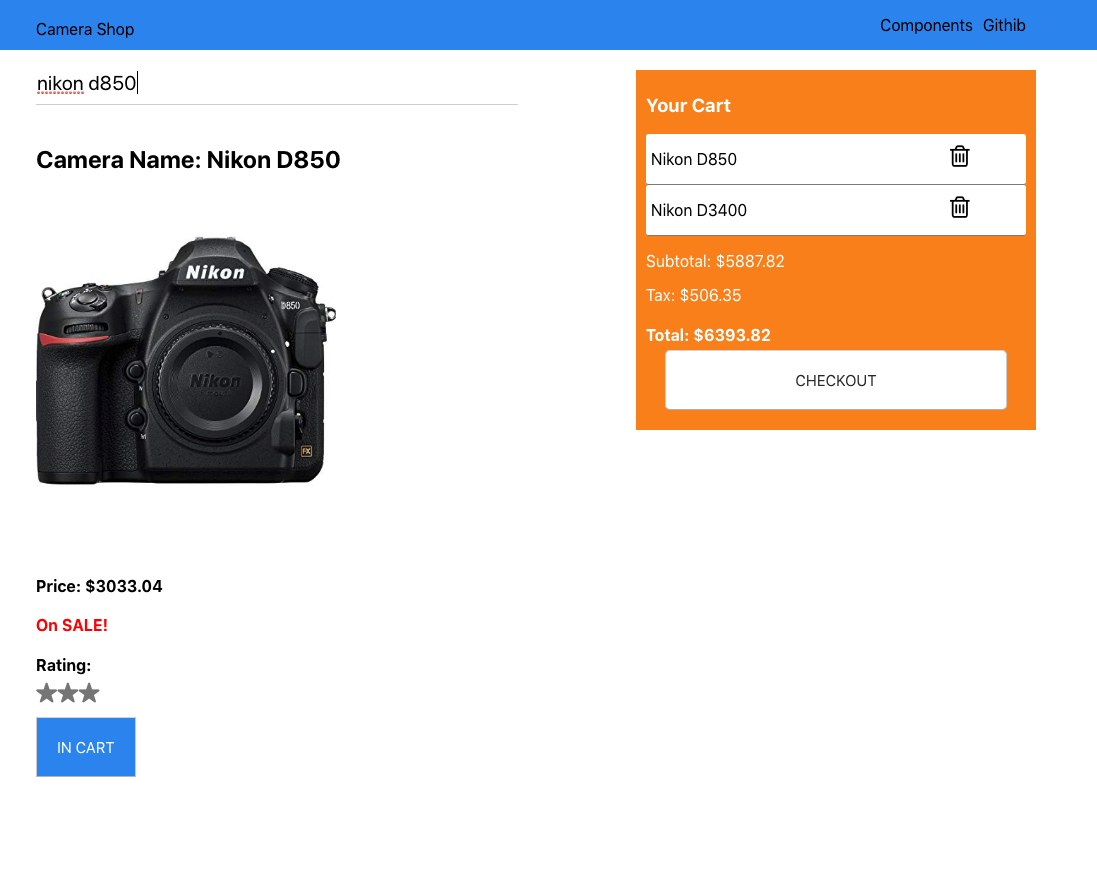 Camera Shop
Components Githib
nikon d850
Camera Name: Nikon D850
Nikon
D850
Nikon
FX
Price: $3033.04
On SALE!
Rating:
IN CART
Your Cart
Nikon D850
Nikon D3400
Subtotal: $5887.82
Tax: $506.35
Total: $6393.82
CHECKOUT